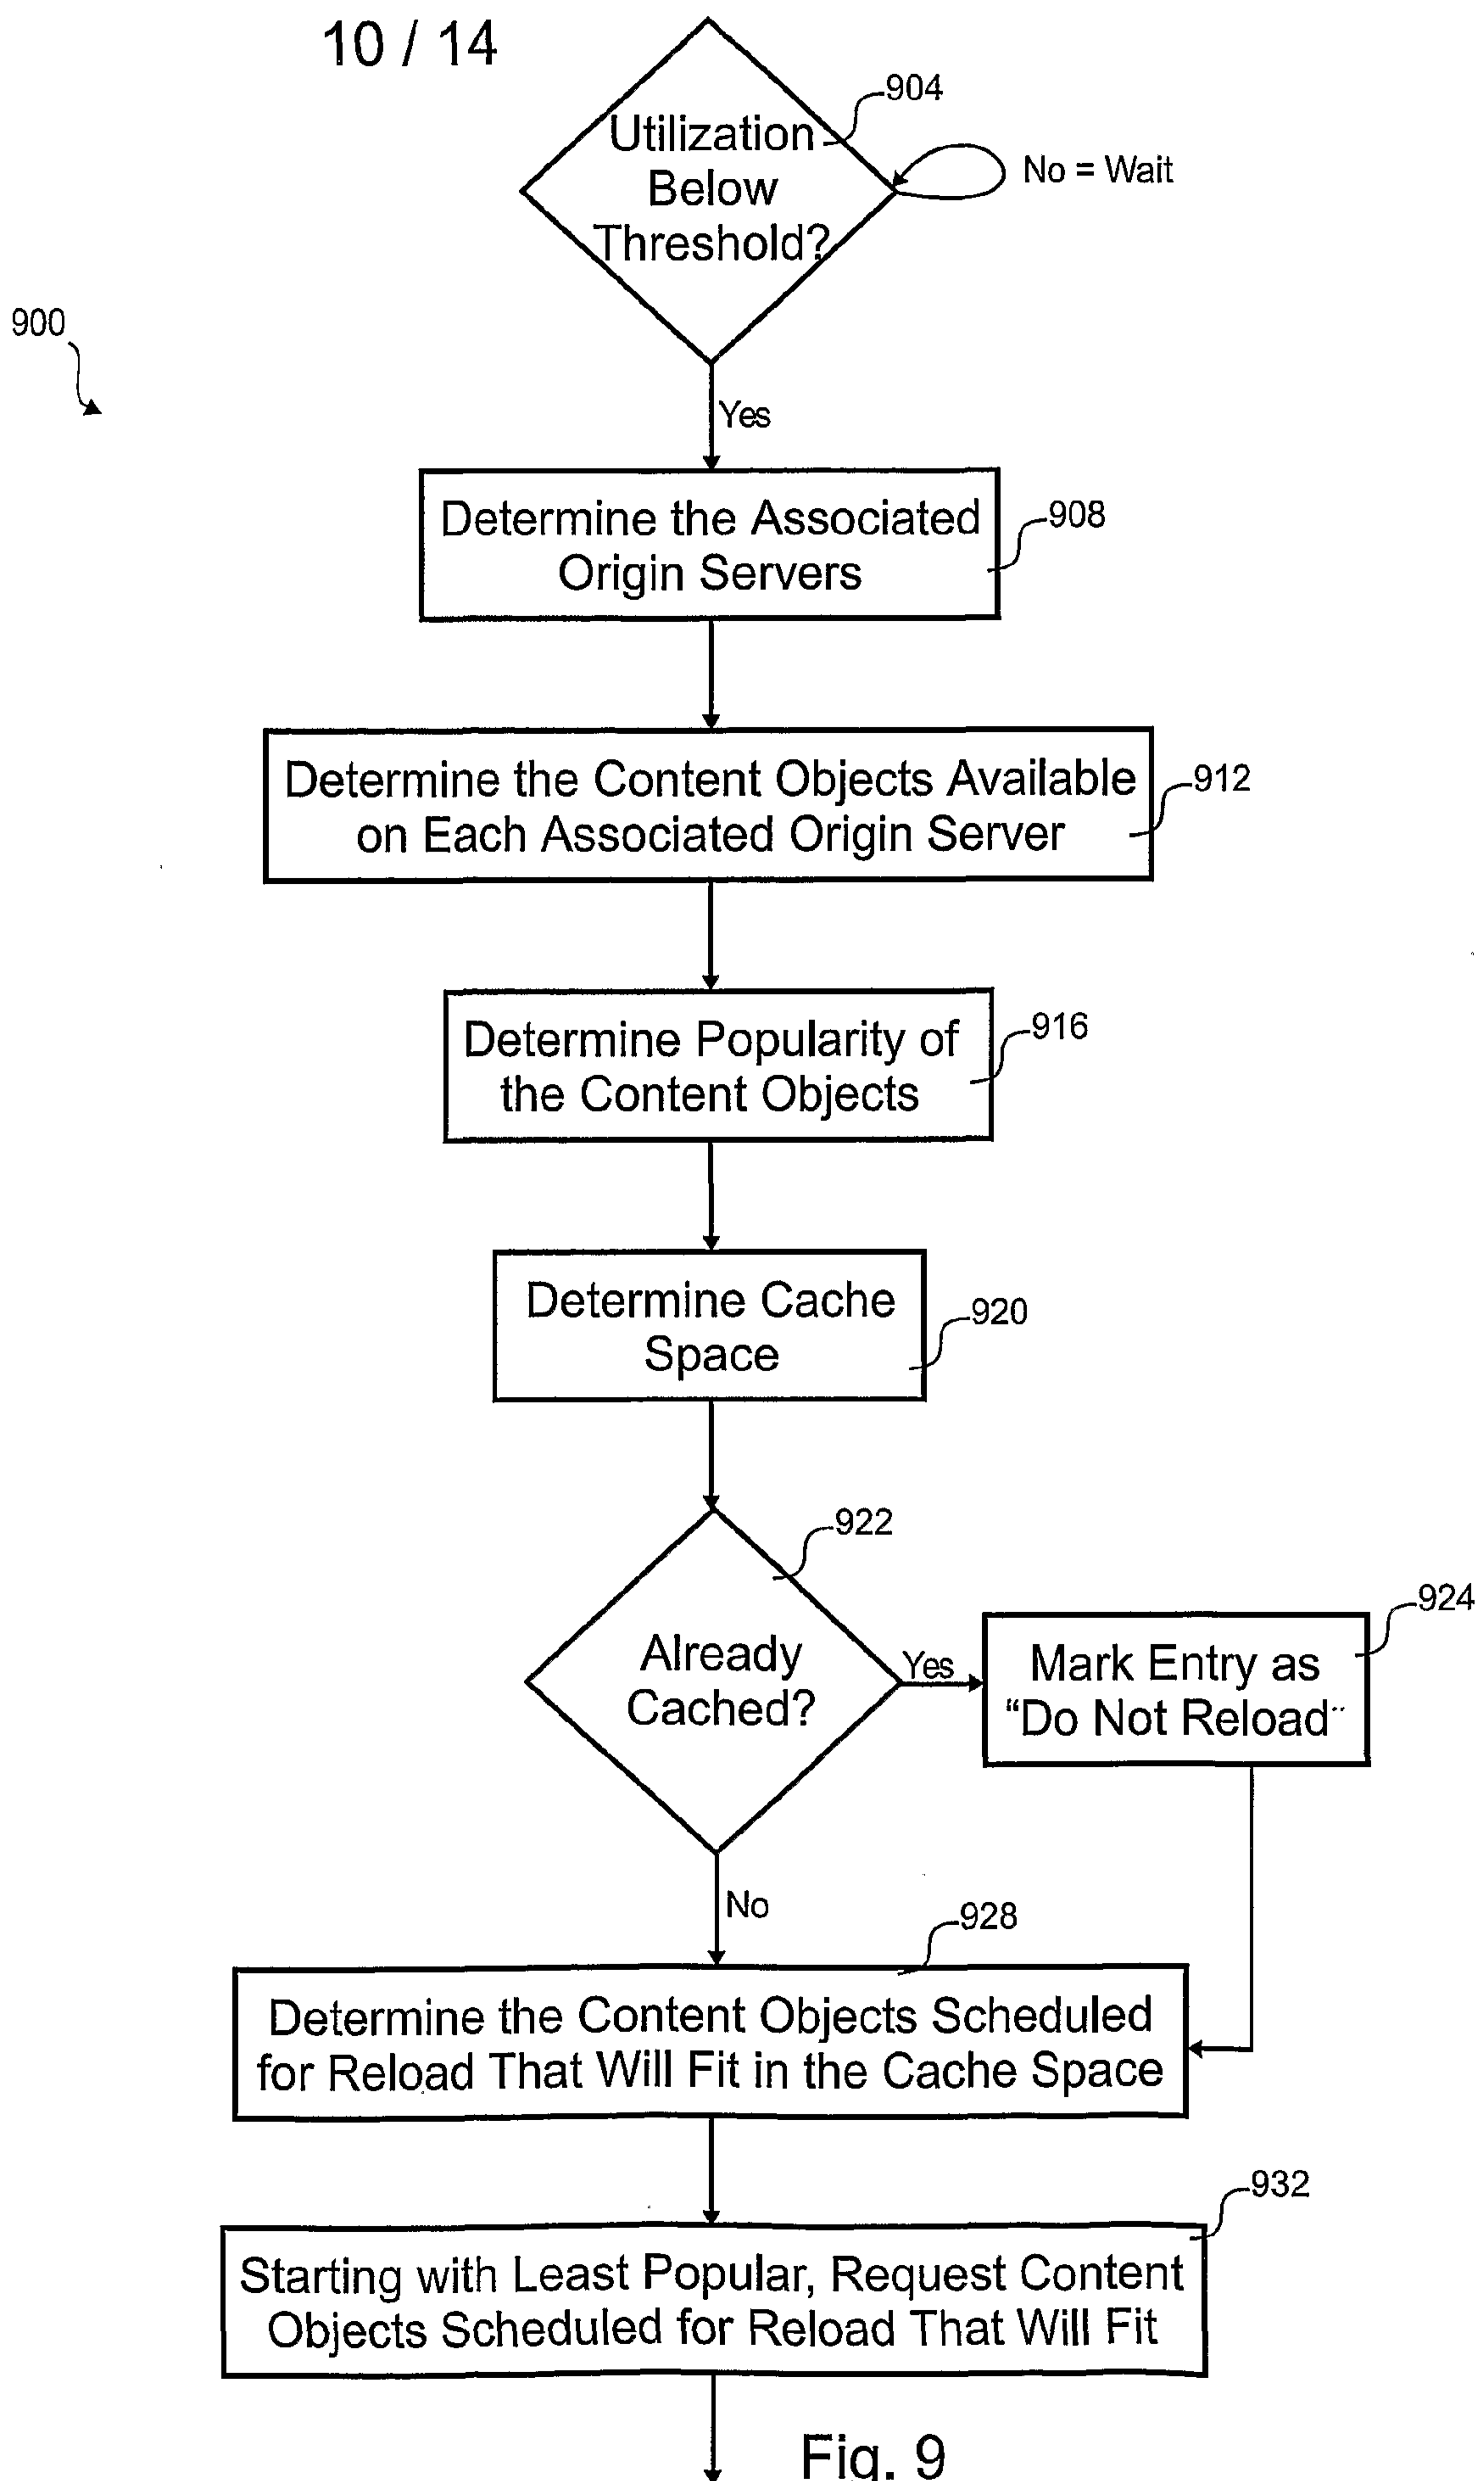 10 / 14
904
Utilization
Below
Threshold?
No = Wait
900
Yes
Determine the Associated
Origin Servers
908
Determine the Content Objects Available
on Each Associated Origin Server
912
Determine Popularity of
the Content Objects
916
Determine Cache
Space
920
922
Already
Cached?
Yes
924
Mark Entry as
“Do Not Reload”
No
928
Determine the Content Objects Scheduled
for Reload That Will Fit in the Cache Space
932
Starting with Least Popular, Request Content
Objects Scheduled for Reload That Will Fit
Fig. 9